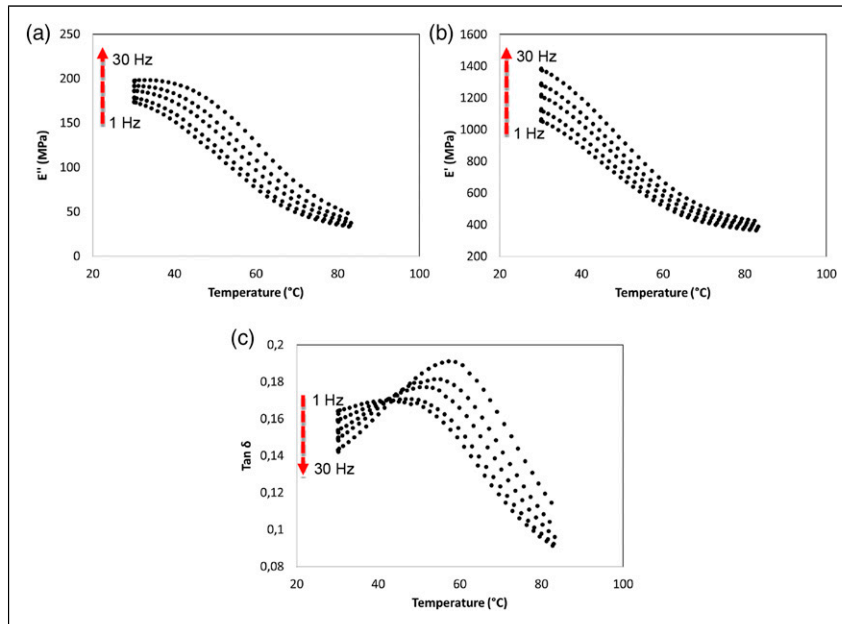 (a)
250
200
150
100
50
0
E'' (MPa)
30 Hz
1 Hz
20 40 60 80 100
Temperature (°C)
(b)
1600
1400
1200
1000
800
600
400
200
E' (MPa)
30 Hz
1 Hz
20 40 60 80 100
Temperature (°C)
(c)
0,2
0,18
0,16
0,14
0,12
0,1
0,08
Tan δ
1 Hz
30 Hz
20 40 60 80 100
Temperature (°C)